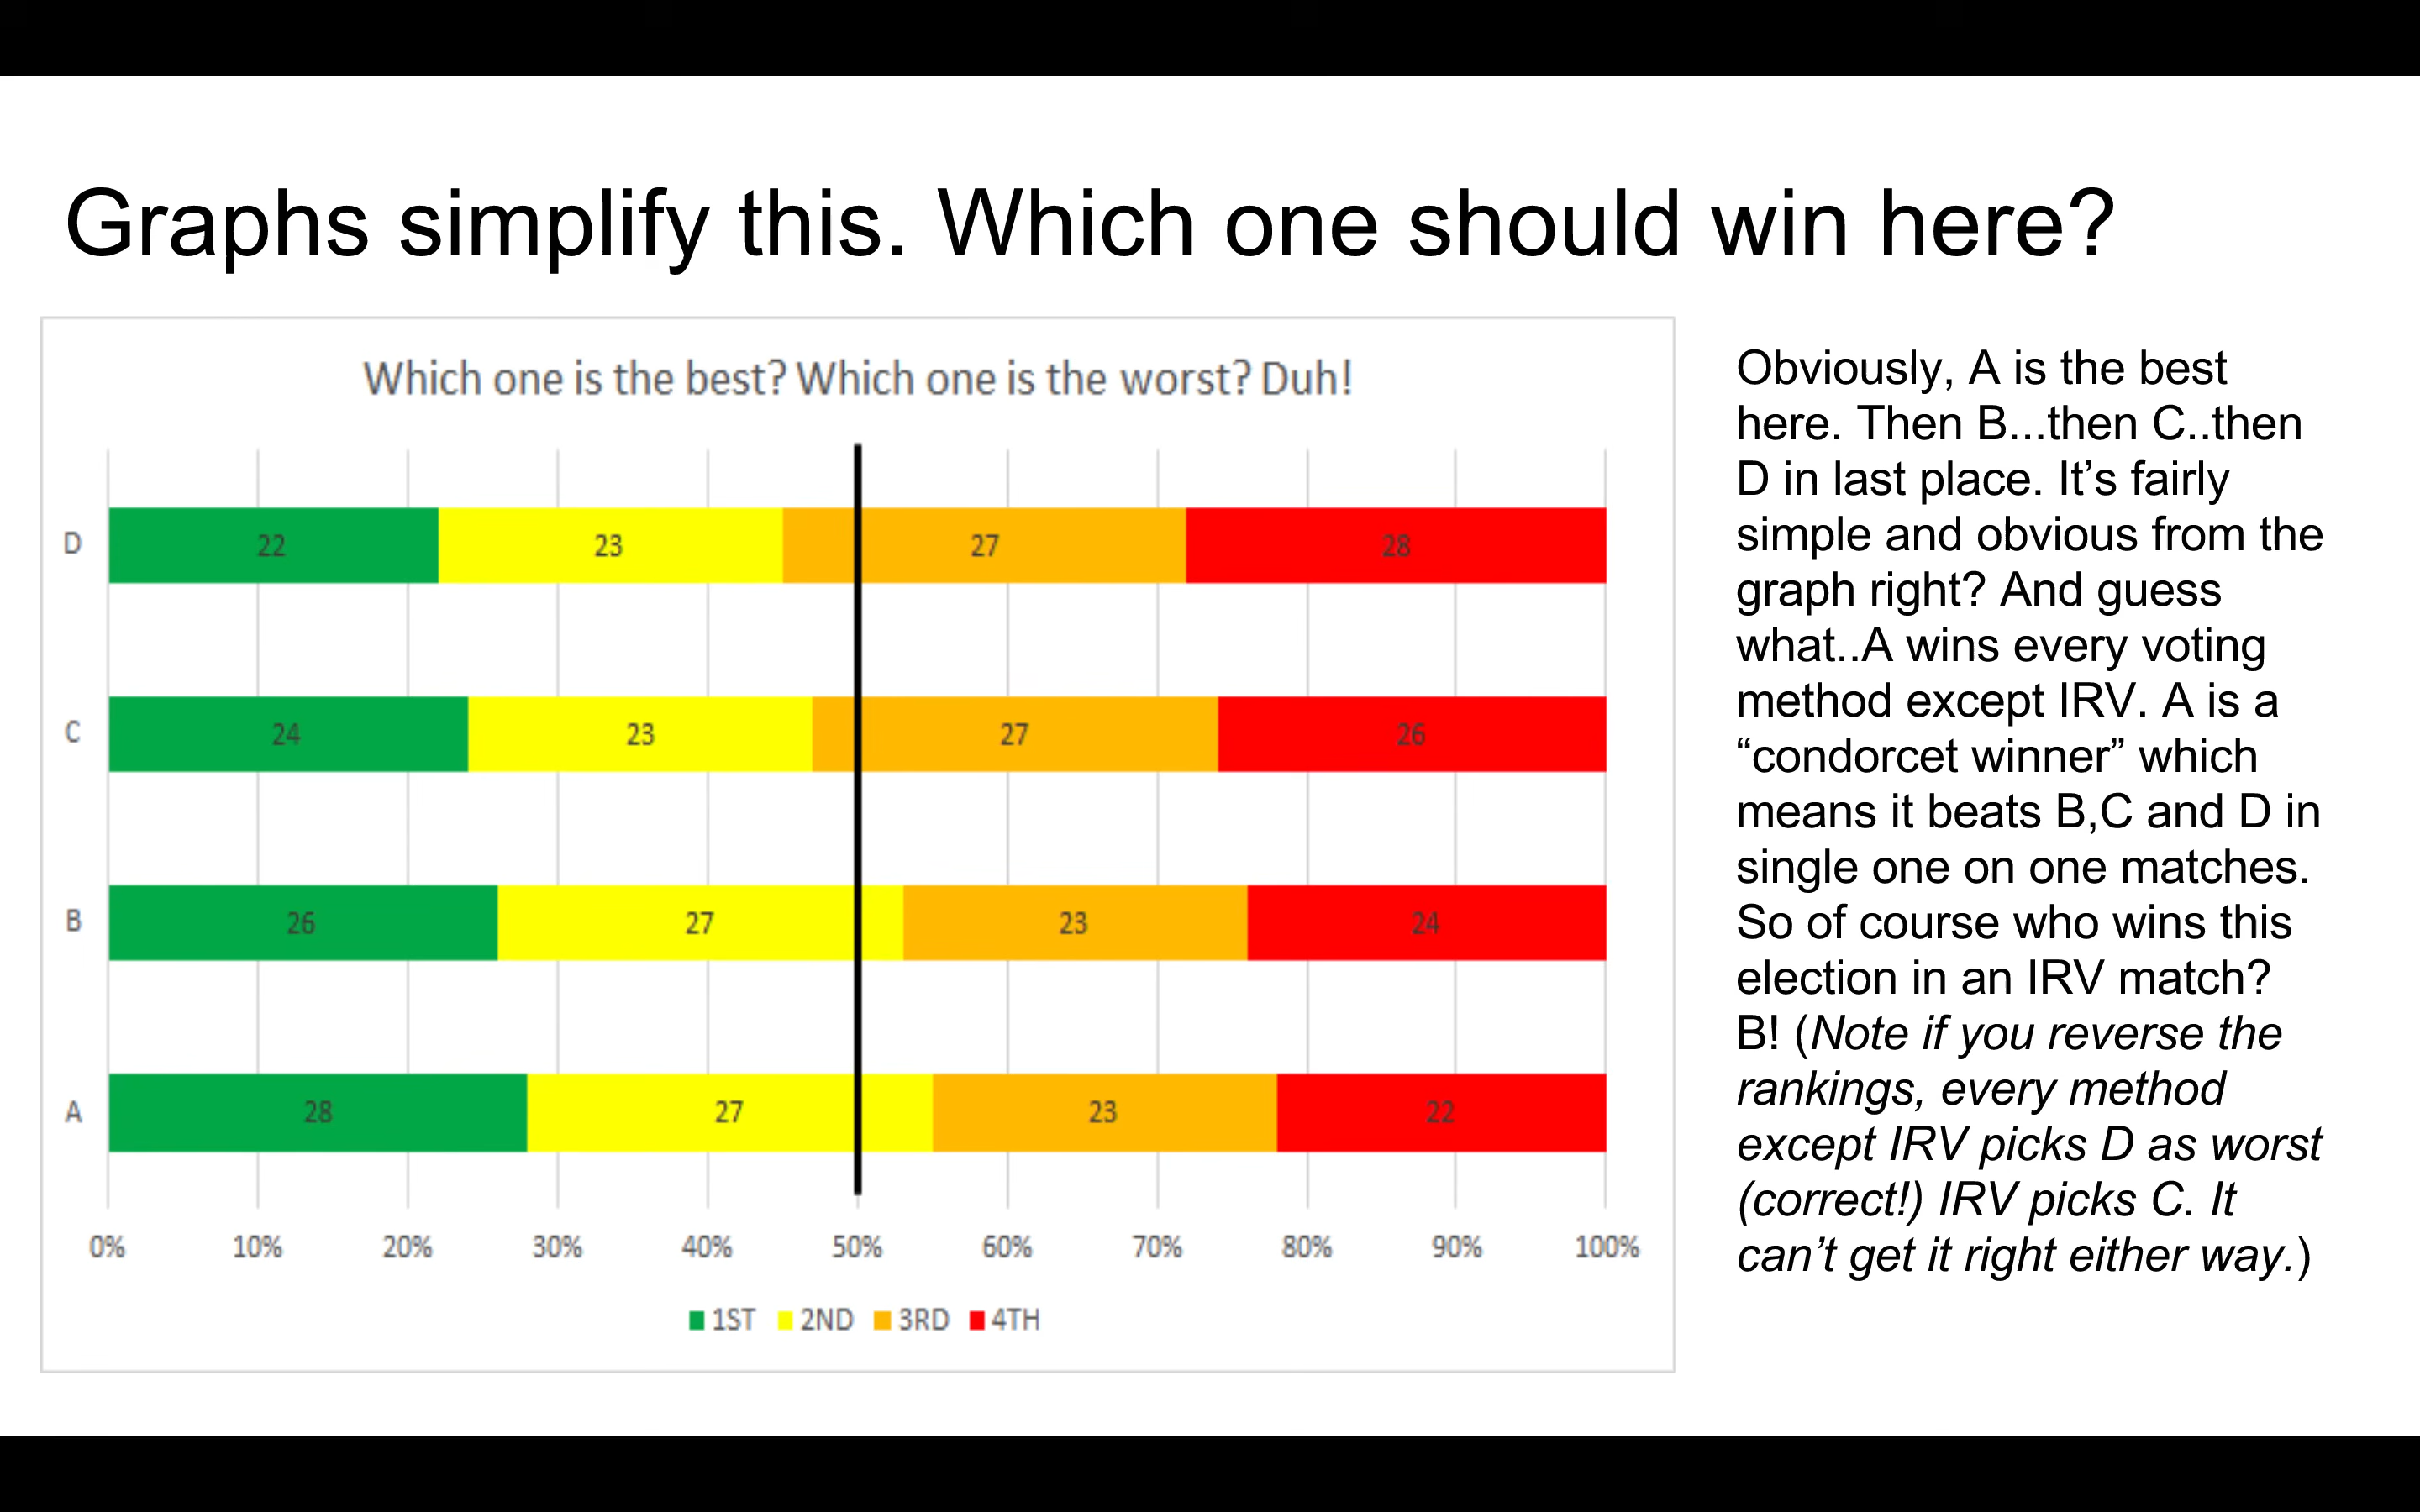 Graphs simplify this. Which one should win here?
Which one is the best? Which one is the worst? Duh!
D 22 23 27 28
C 24 23 27 26
B 26 27 23 24
A 28 27 23 22
0% 10% 20% 30% 40% 50% 60% 70% 80% 90% 100%
1ST 2ND 3RD 4TH
Obviously, A is the best
here. Then B...then C..then
D in last place. It’s fairly
simple and obvious from the
graph right? And guess
what..A wins every voting
method except IRV. A is a
“condorcet winner” which
means it beats B,C and D in
single one on one matches.
So of course who wins this
election in an IRV match?
B! (Note if you reverse the
rankings, every method
except IRV picks D as worst
(correct!) IRV picks C. It
can’t get it right either way.)